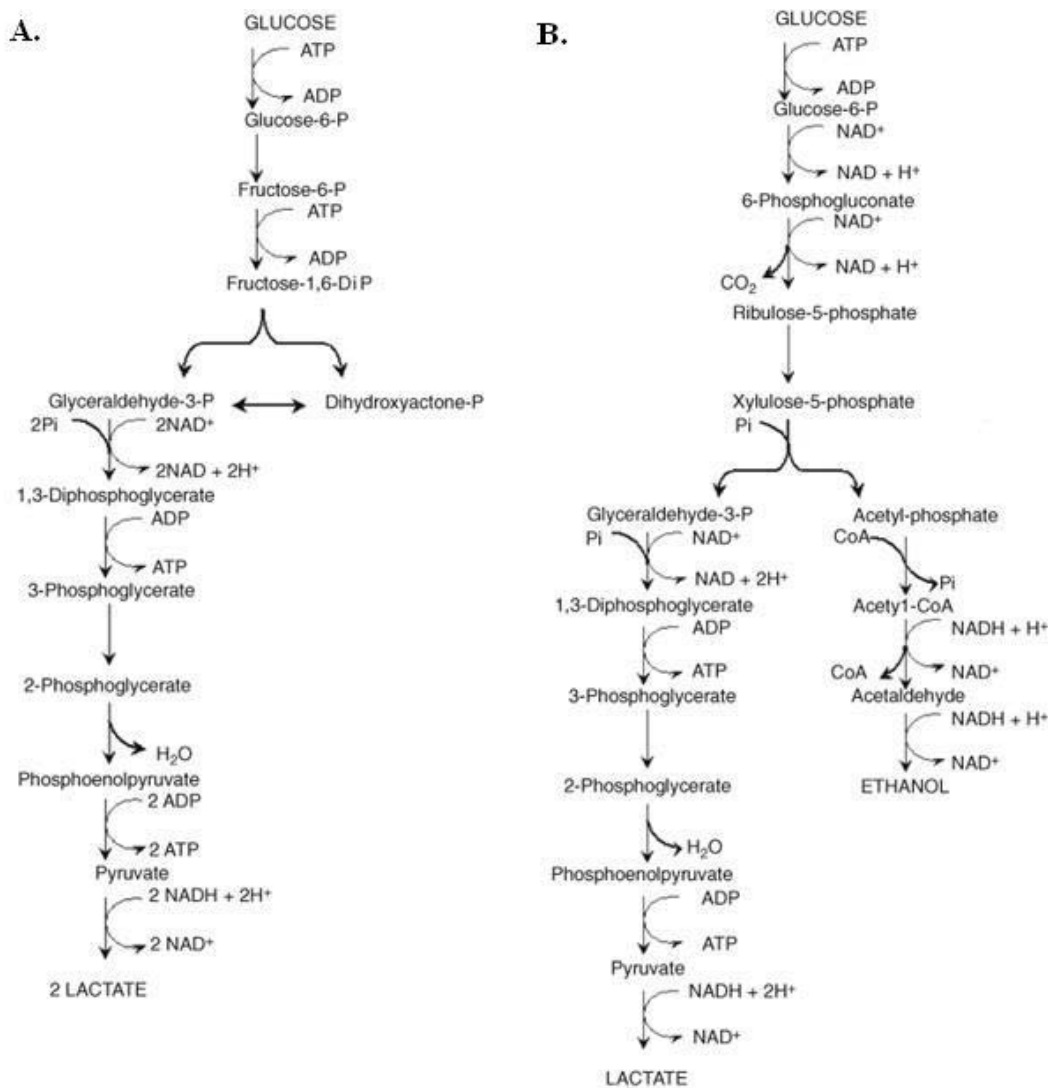 A.
GLUCOSE
ATP
ADP
Glucose-6-P
Fructose-6-P
ATP
ADP
Fructose-1,6-Di P
Glyceraldehyde-3-P
Dihydroxyactone-P
2Pi
2NAD+
2NAD + 2H+
1,3-Diphosphoglycerate
ADP
ATP
3-Phosphoglycerate
2-Phosphoglycerate
H2O
Phosphoenolpyruvate
2 ADP
2 ATP
Pyruvate
2 NADH + 2H+
2 NAD+
2 LACTATE
B.
GLUCOSE
ATP
ADP
Glucose-6-P
NAD+
NAD + H+
6-Phosphogluconate
NAD+
NAD + H+
CO2
Ribulose-5-phosphate
Xylulose-5-phosphate
Pi
Glyceraldehyde-3-P
Pi
NAD+
NAD + 2H+
1,3-Diphosphoglycerate
ADP
ATP
3-Phosphoglycerate
2-Phosphoglycerate
H2O
Phosphoenolpyruvate
ADP
ATP
Pyruvate
NADH + 2H+
NAD+
LACTATE
Acetyl-phosphate
CoA
Pi
Acety1-CoA
NADH + H+
CoA
NAD+
Acetaldehyde
NADH + H+
NAD+
ETHANOL